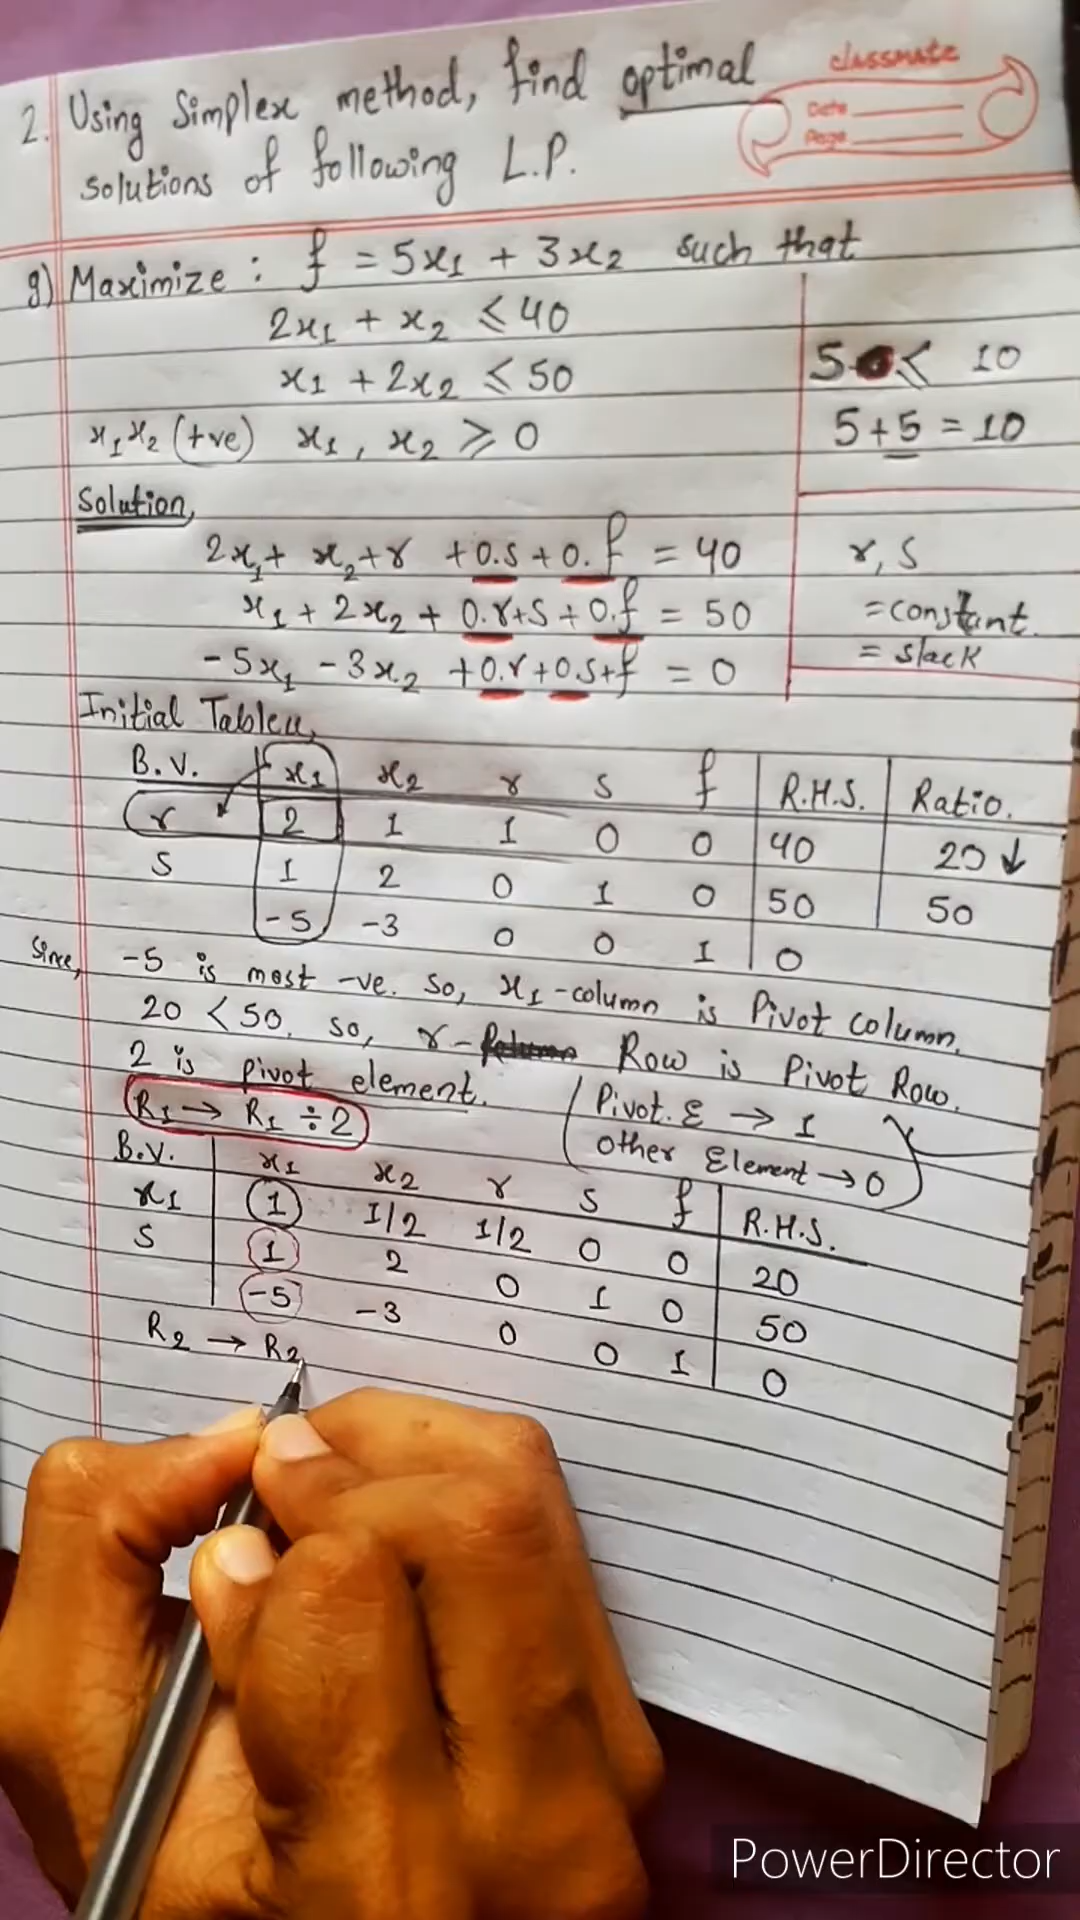 classmate
Date
Page
2. Using Simplex method, find optimal
solutions of following L.P.
g) Maximize : f = 5x₁ + 3x₂ such that
2x₁ + x₂ ≤ 40
x₁ + 2x₂ ≤ 50
x₁x₂ (+ve) x₁, x₂ ≥ 0
5 < 10
5+5 = 10
Solution,
2x₁+ x₂+r +0.s+0.f = 40
x₁ + 2x₂ + 0.r+s+0.f = 50
-5x₁ -3x₂ +0.r+0.s+f = 0
r, s
=constant.
= slack
Initial Tableu,
B.V. x₁ x₂ r s f R.H.S. Ratio.
r 2 1 1 0 0 40 20 ↓
s 1 2 0 1 0 50 50
-5 -3 0 0 1 0
Since, -5 is most -ve. so, x₁-column is Pivot column.
20 < 50. so, r- Row is Pivot Row.
2 is pivot element.
R₁ → R₁ ÷ 2
Pivot. E → 1
other Element → 0
B.V. x₁ x₂ r s f R.H.S.
x₁ 1 1/2 1/2 0 0 20
s 1 2 0 1 0 50
-5 -3 0 0 1 0
R₂ → R₂
PowerDirector